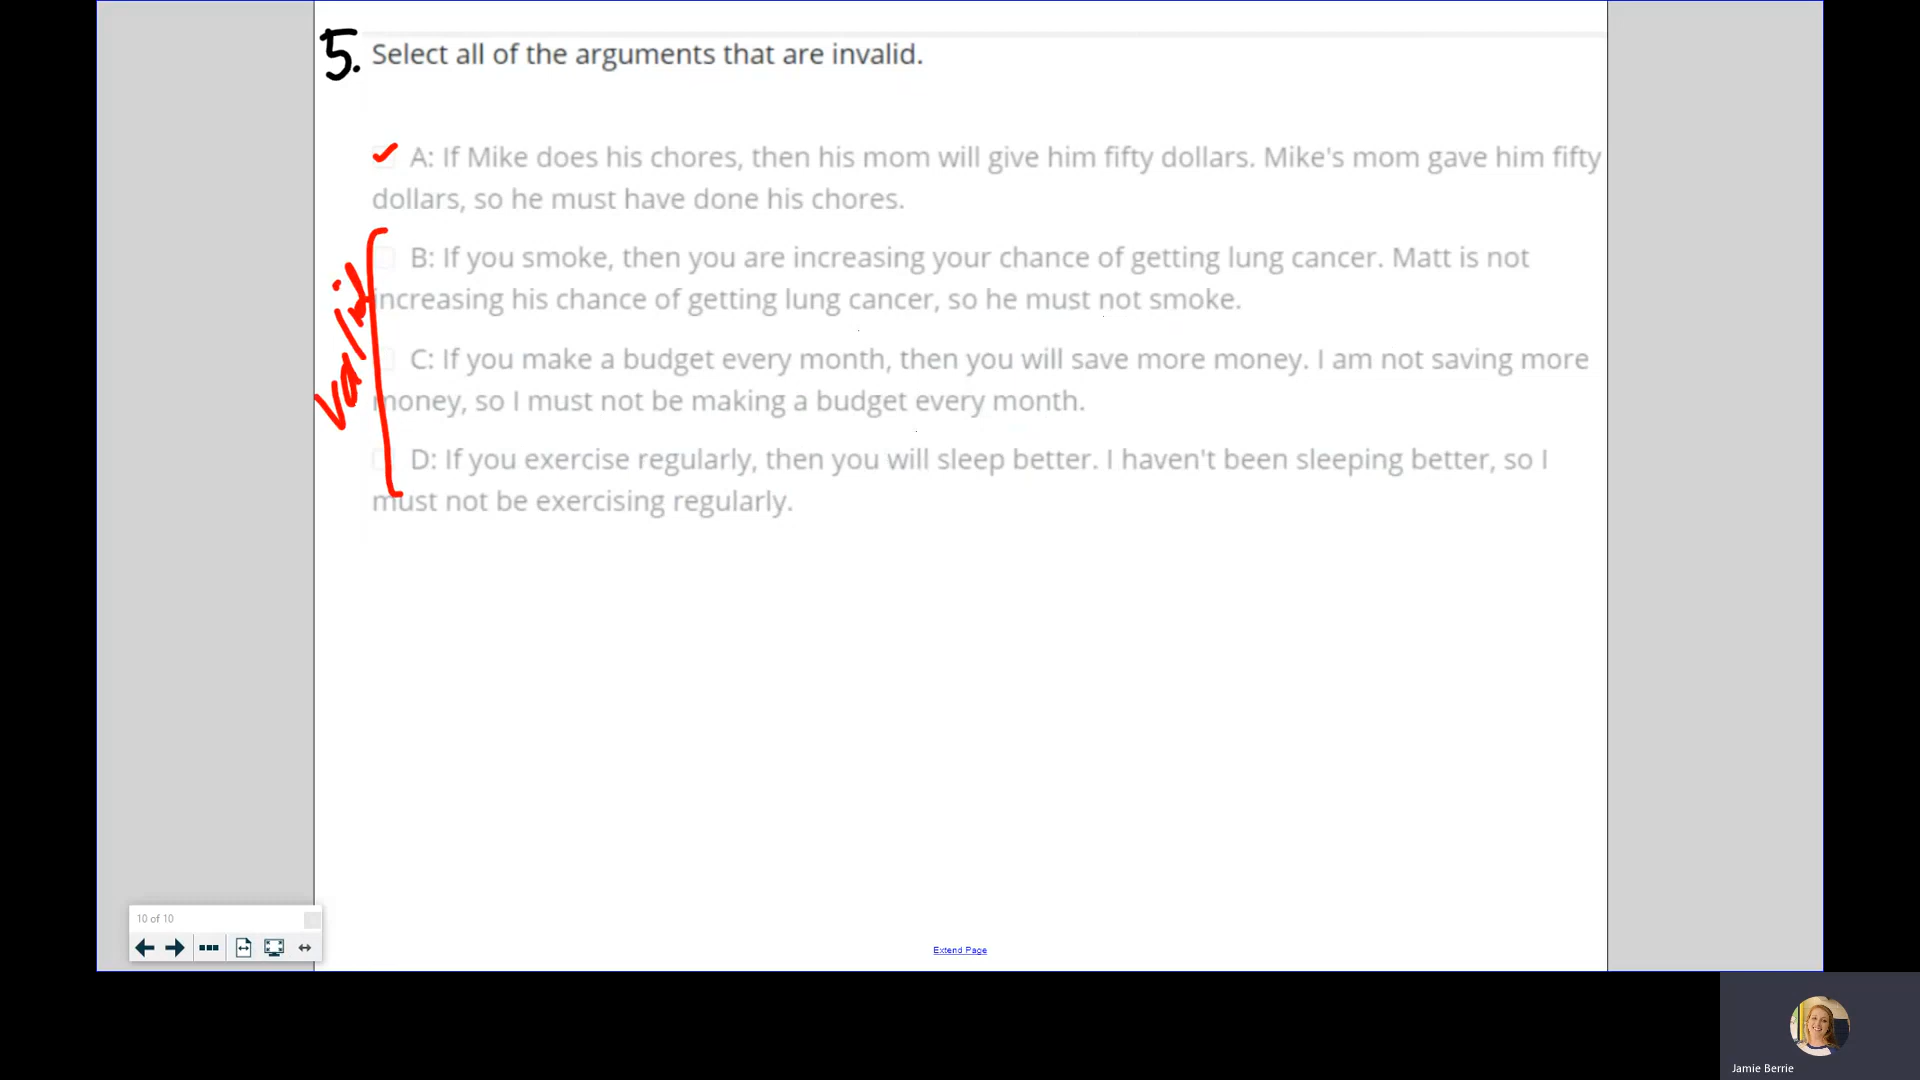 5. Select all of the arguments that are invalid.
A: If Mike does his chores, then his mom will give him fifty dollars. Mike's mom gave him fifty
dollars, so he must have done his chores.
B: If you smoke, then you are increasing your chance of getting lung cancer. Matt is not
increasing his chance of getting lung cancer, so he must not smoke.
valid
C: If you make a budget every month, then you will save more money. I am not saving more
money, so I must not be making a budget every month.
D: If you exercise regularly, then you will sleep better. I haven't been sleeping better, so I
must not be exercising regularly.
10 of 10
Extend Page
Jamie Berrie